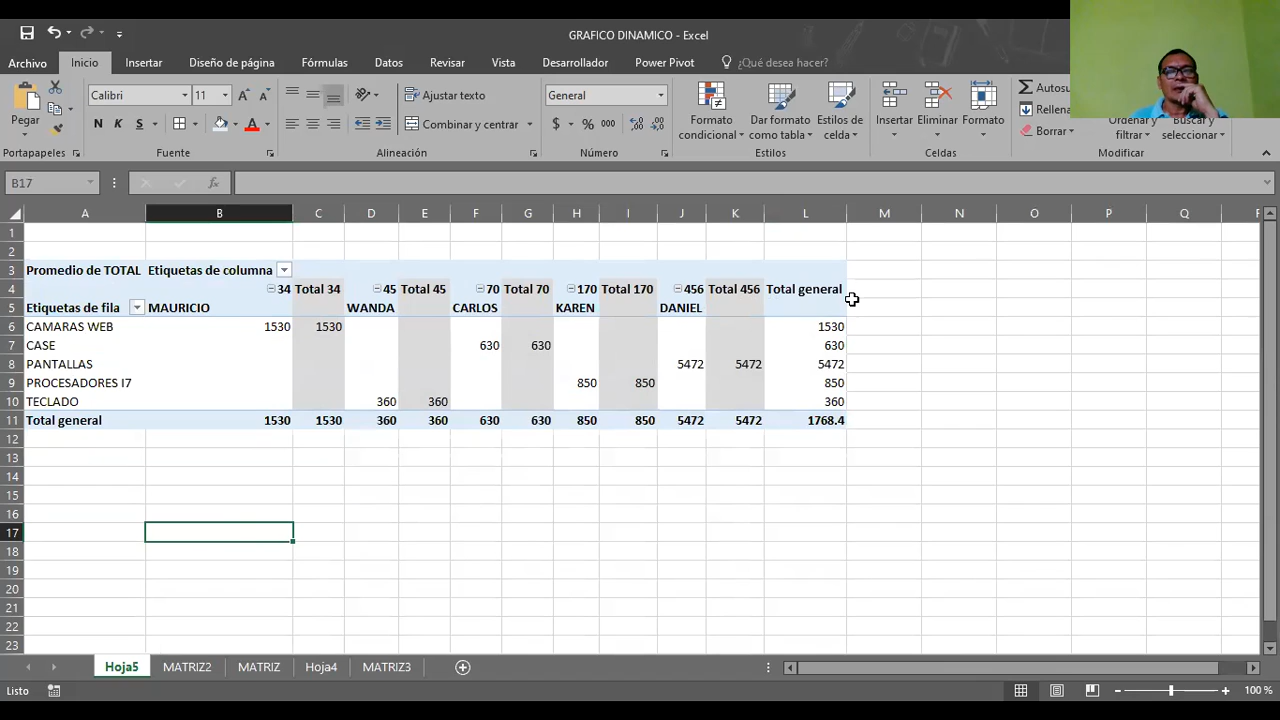 GRAFICO DINAMICO - Excel
Archivo Inicio Insertar Diseño de página Fórmulas Datos Revisar Vista Desarrollador Power Pivot ¿Qué desea hacer?
Pegar
Calibri 11
N K S
Ajustar texto
Combinar y centrar
General
$ % 000
Formato condicional
Dar formato como tabla
Estilos de celda
Insertar Eliminar Formato
Autosu
Rellena
Borrar
Ordenar y filtrar
Buscar y seleccionar
Portapapeles Fuente Alineación Número Estilos Celdas Modificar
B17 fx
A B C D E F G H I J K L M N O P Q
1
2
3 Promedio de TOTAL Etiquetas de columna
4 34 Total 34 45 Total 45 70 Total 70 170 Total 170 456 Total 456 Total general
5 Etiquetas de fila MAURICIO WANDA CARLOS KAREN DANIEL
6 CAMARAS WEB 1530 1530 1530
7 CASE 630 630 630
8 PANTALLAS 5472 5472 5472
9 PROCESADORES I7 850 850 850
10 TECLADO 360 360 360
11 Total general 1530 1530 360 360 630 630 850 850 5472 5472 1768.4
12
13
14
15
16
17
18
19
20
21
22
23
Hoja5 MATRIZ2 MATRIZ Hoja4 MATRIZ3
Listo 100 %